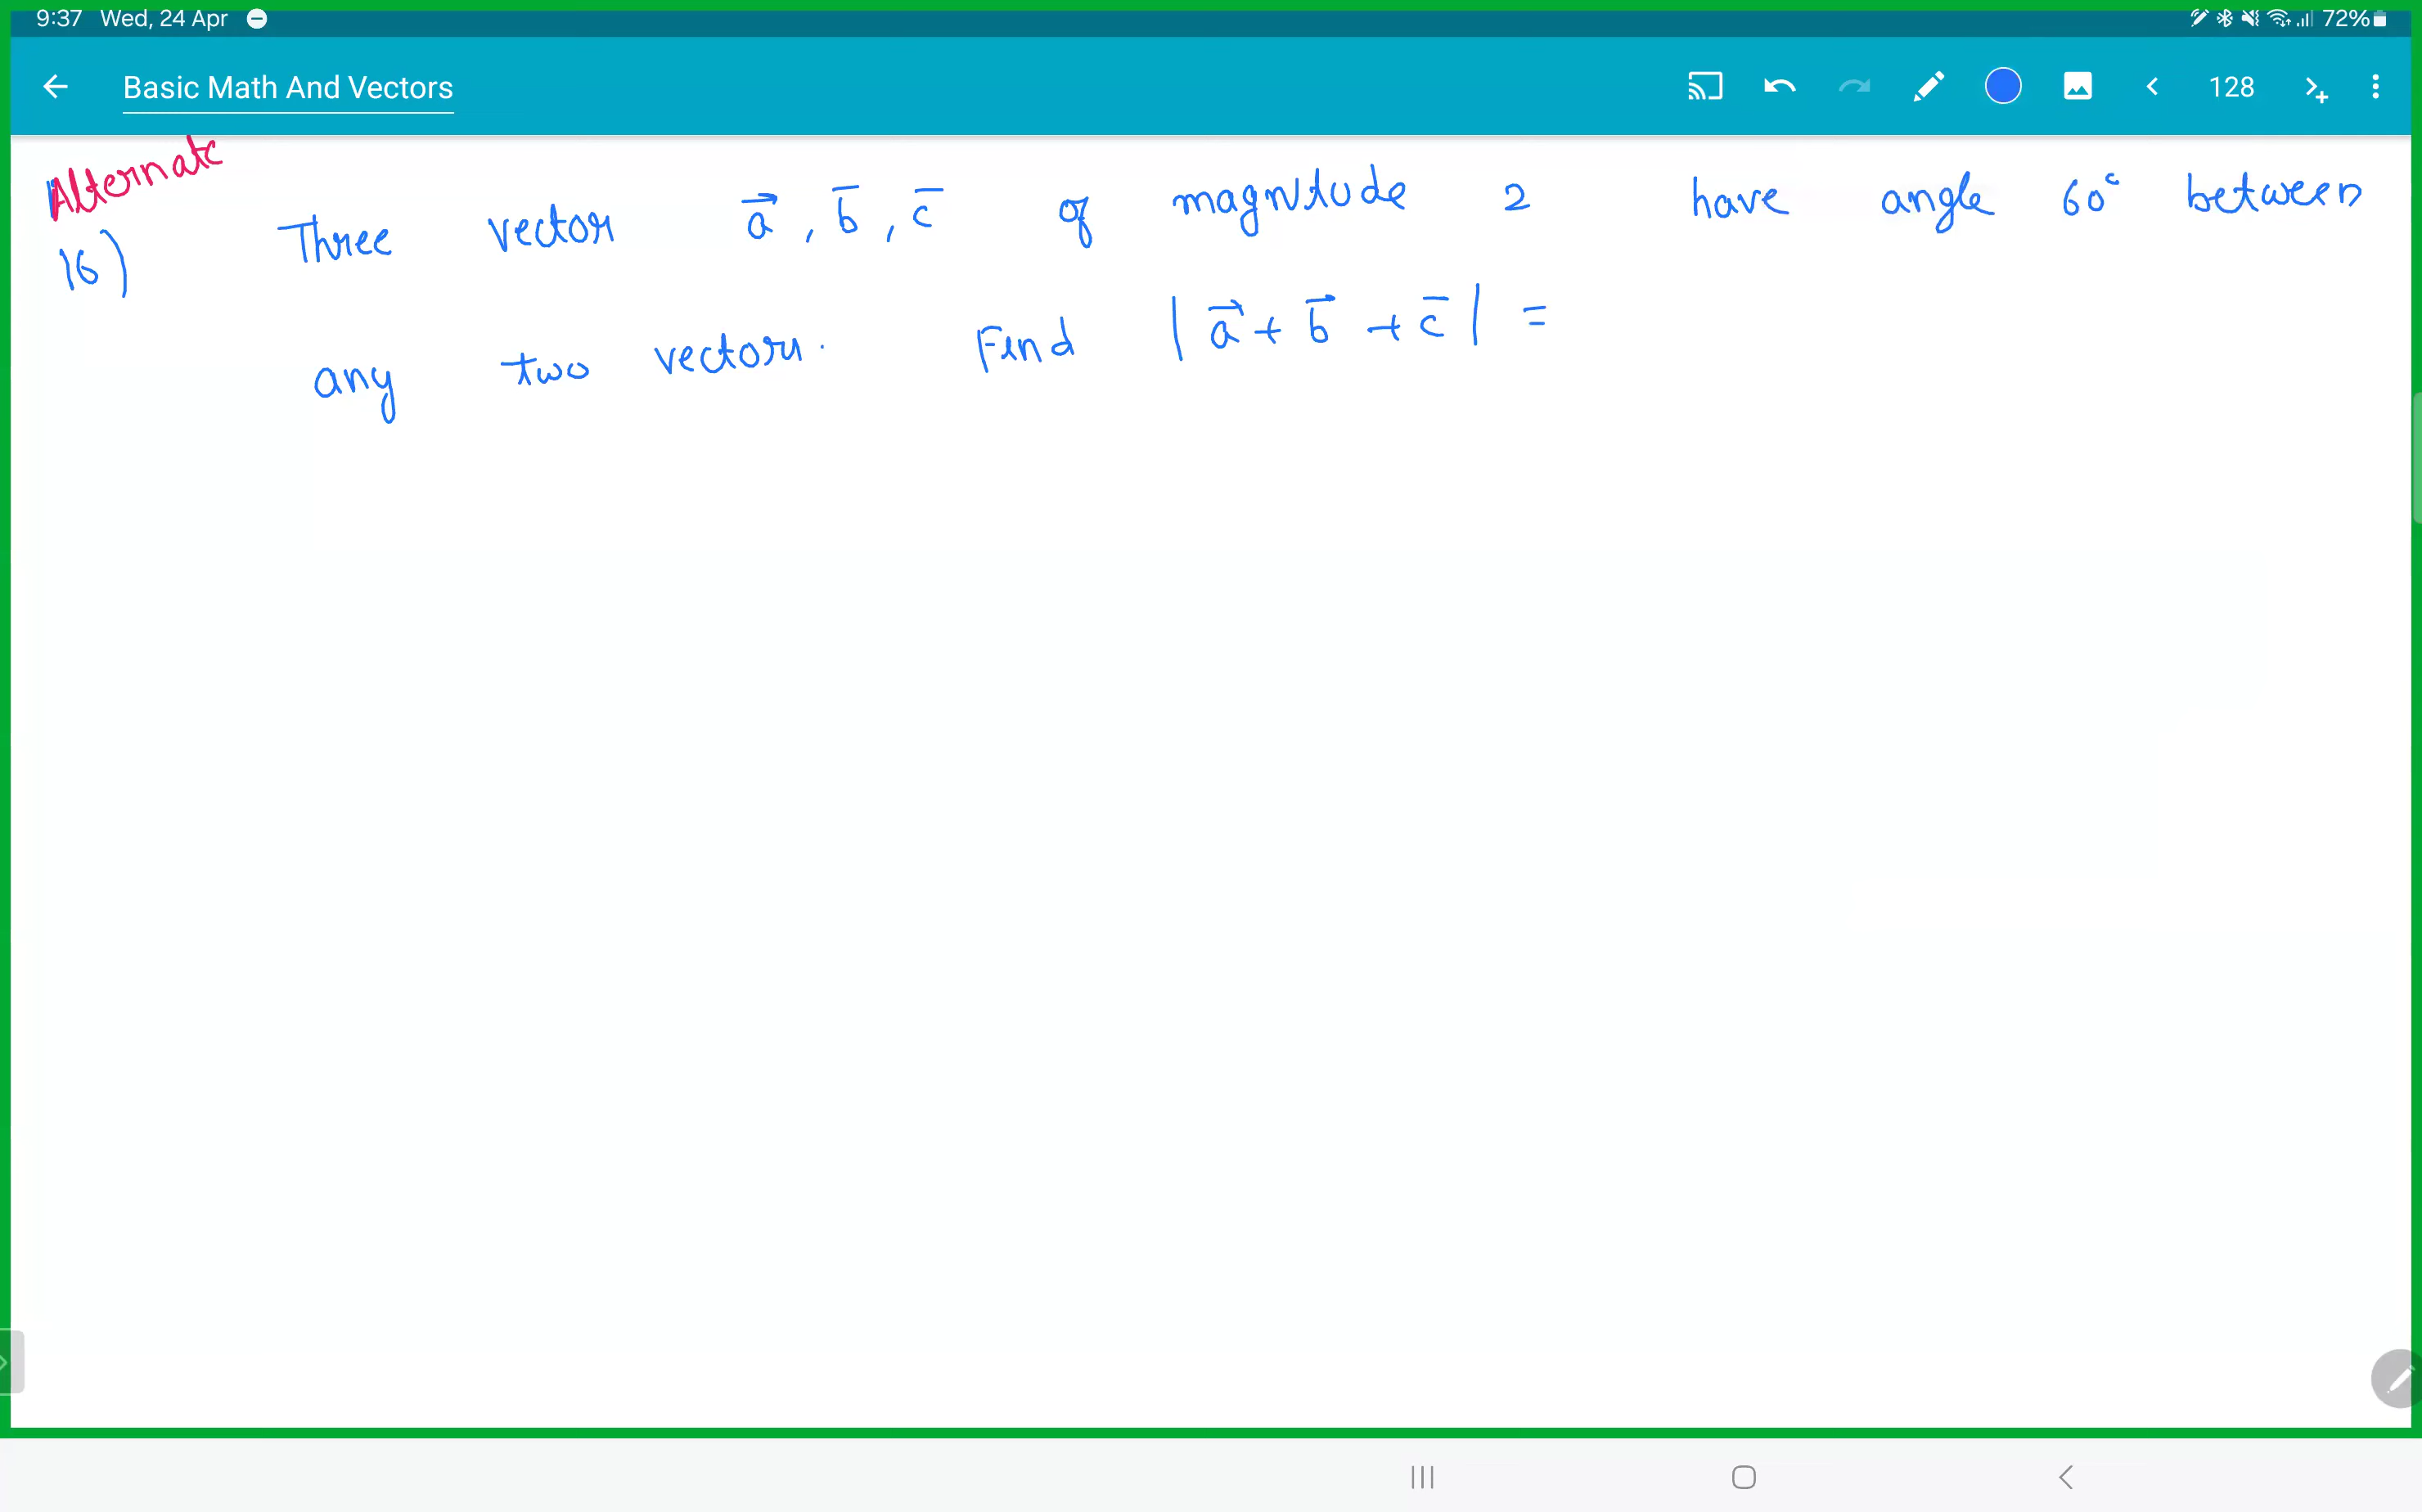 9:37 Wed, 24 Apr 72%
Basic Math And Vectors 128
Alternate
16) Three vector a⃗, b̄, c̄ of magnitude 2 have angle 60° between
any two vectors. Find |a⃗ + b⃗ + c̄| =